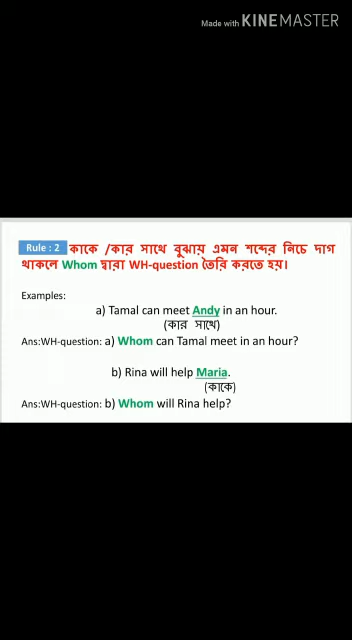 Made with KINEMASTER
Rule : 2 কাকে /কার সাথে বুঝায় এমন শব্দের নিচে দাগ
থাকলে Whom দ্বারা WH-question তৈরি করতে হয়।
Examples:
a) Tamal can meet Andy in an hour.
(কার সাথে)
Ans:WH-question: a) Whom can Tamal meet in an hour?
b) Rina will help Maria.
(কাকে)
Ans:WH-question: b) Whom will Rina help?